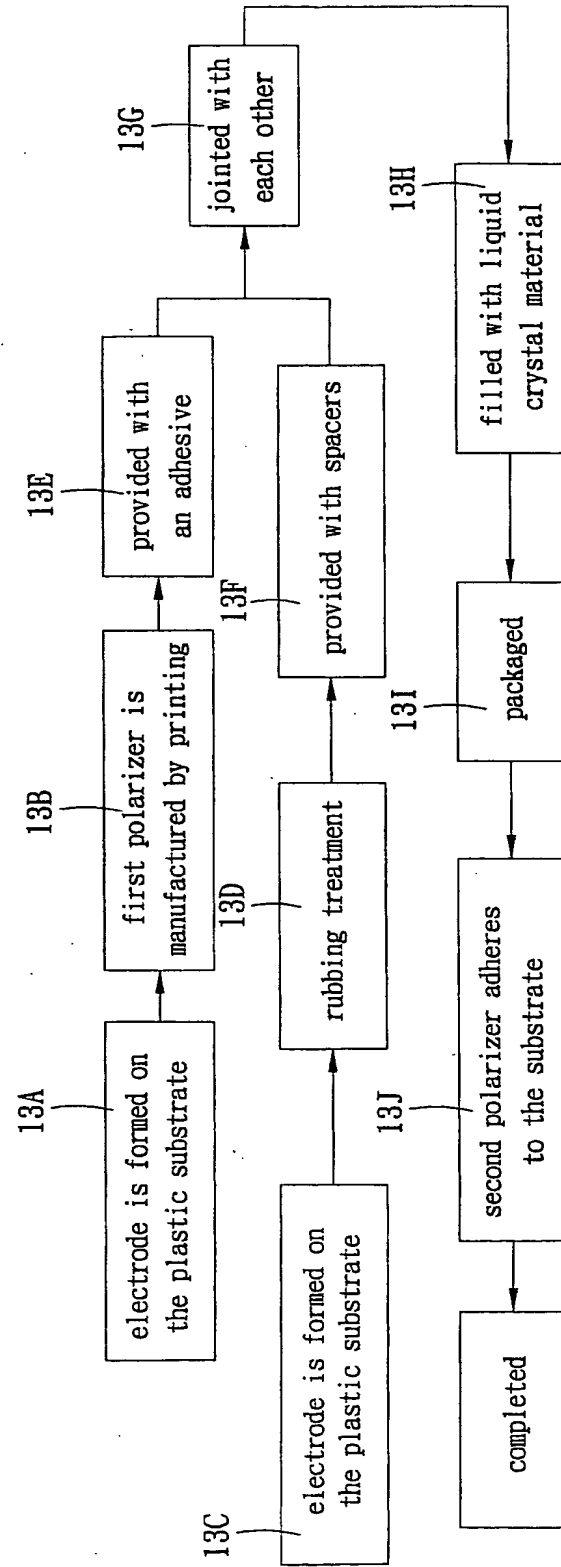 13A
electrode is formed on
the plastic substrate
13B
first polarizer is
manufactured by printing
13E
provided with
an adhesive
13G
jointed with
each other
13C
electrode is formed on
the plastic substrate
13D
rubbing treatment
13F
provided with spacers
13H
filled with liquid
crystal material
13I
packaged
13J
second polarizer adheres
to the substrate
completed